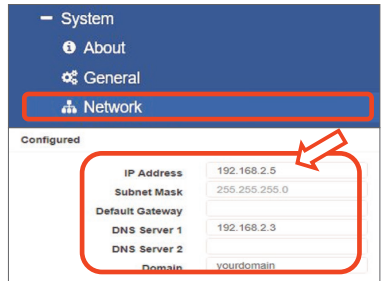 – System
About
General
Network
Configured
IP Address 192.168.2.5
Subnet Mask 255.255.255.0
Default Gateway
DNS Server 1 192.168.2.3
DNS Server 2
Domain yourdomain